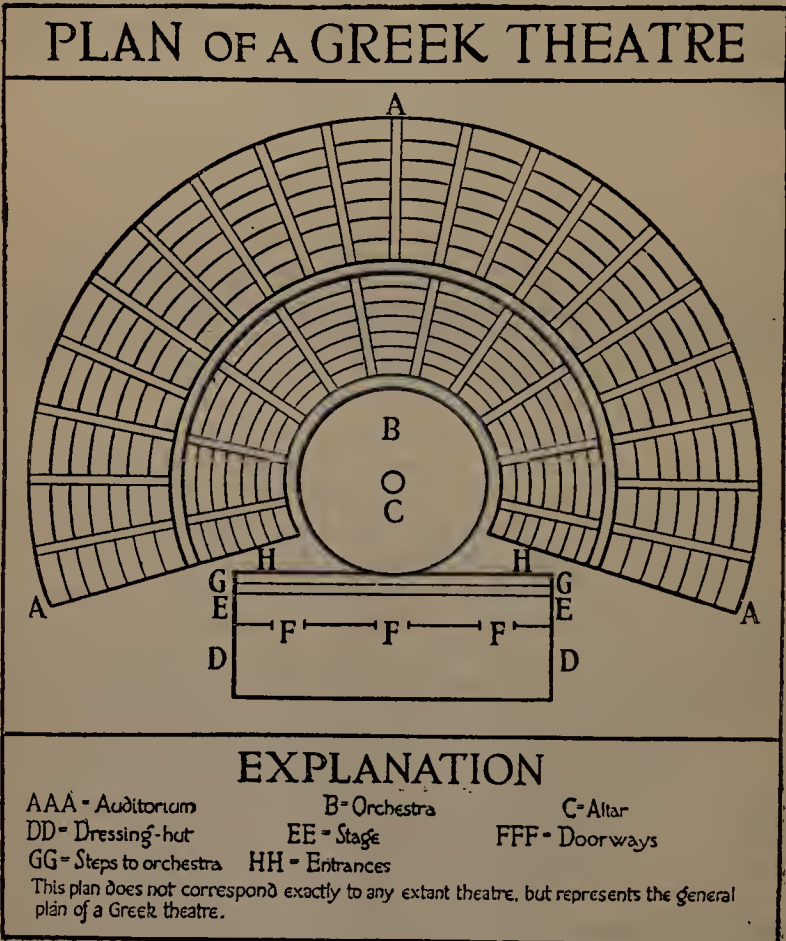 PLAN OF A GREEK THEATRE
A
B
C
H H
G G
E E
A A
F F F
D D
EXPLANATION
AAA = Auditorium B = Orchestra C = Altar
DD = Dressing-hut EE = Stage FFF = Doorways
GG = Steps to orchestra HH = Entrances
This plan does not correspond exactly to any extant theatre, but represents the general
plan of a Greek theatre.